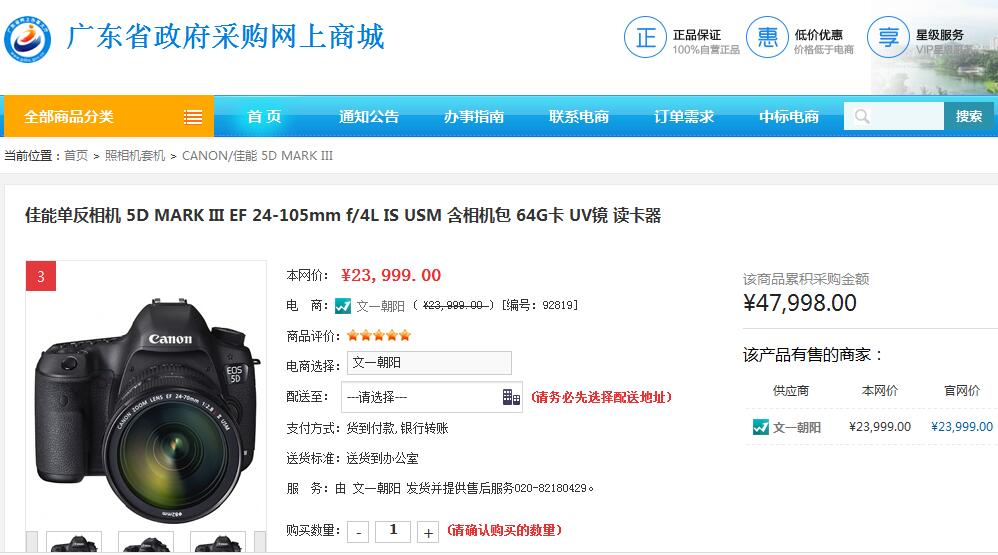 广东省政府采购网上商城
正 正品保证
100%自营正品
惠 低价优惠
价格低于电商
享 星级服务
VIP星级服务
全部商品分类 首页 通知公告 办事指南 联系电商 订单需求 中标电商 搜索
当前位置：首页 > 照相机套机 > CANON/佳能 5D MARK III
佳能单反相机 5D MARK III EF 24-105mm f/4L IS USM 含相机包 64G卡 UV镜 读卡器
3
Canon
EOS
5D
CANON ZOOM LENS EF 24-70mm 1:2.8 L II USM
ø82mm
本网价： ¥23,999.00
电 商： 文一朝阳 （ ¥23,999.00 ）[编号：92819]
商品评价：
电商选择： 文一朝阳
配送至： ---请选择--- (请务必先选择配送地址)
支付方式：货到付款,银行转账
送货标准：送货到办公室
服 务：由 文一朝阳 发货并提供售后服务020-82180429。
购买数量： - 1 + (请确认购买的数量)
该商品累积采购金额
¥47,998.00
该产品有售的商家：
供应商 本网价 官网价
文一朝阳 ¥23,999.00 ¥23,999.00
Canon
Canon
Canon